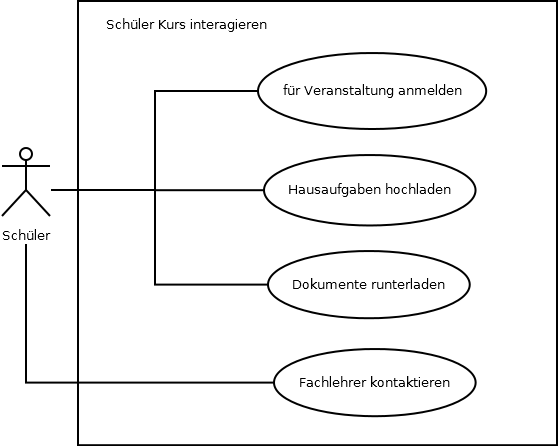 Schüler Kurs interagieren
für Veranstaltung anmelden
Hausaufgaben hochladen
Schüler
Dokumente runterladen
Fachlehrer kontaktieren